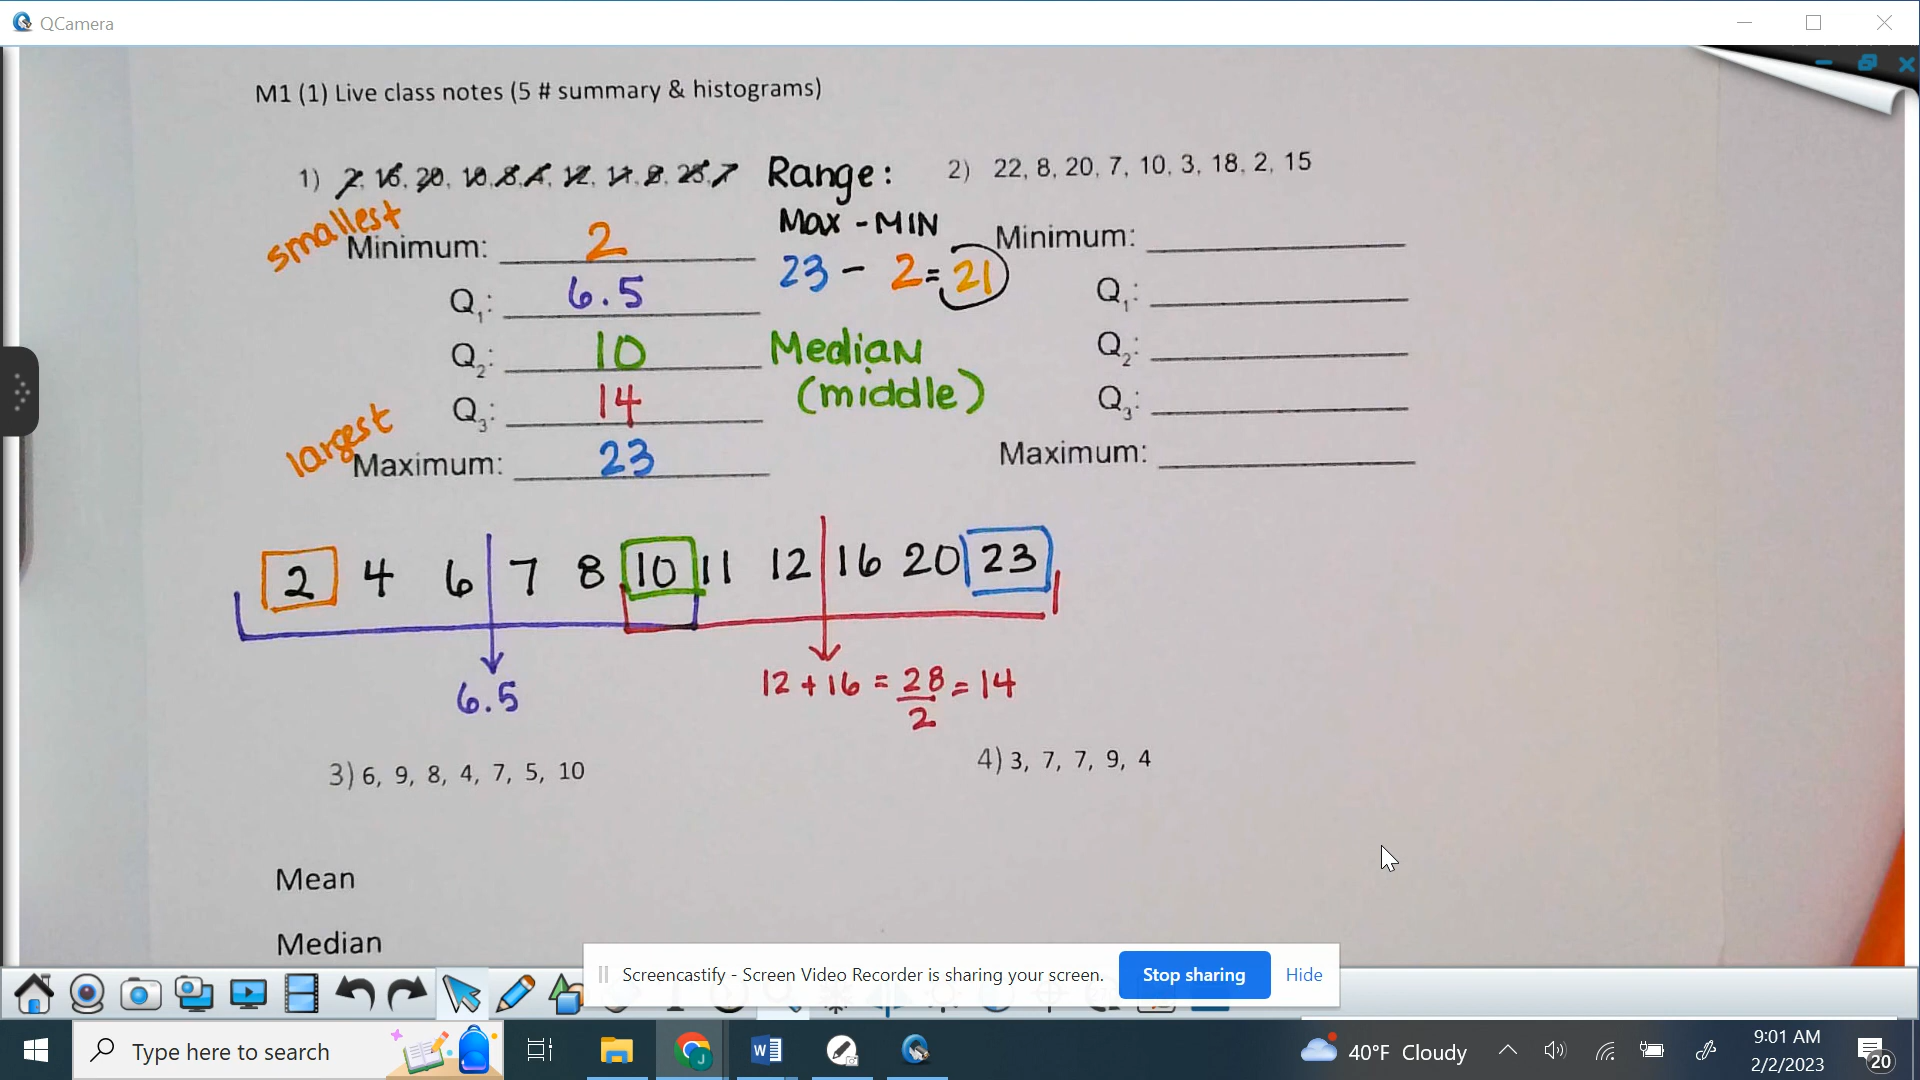 QCamera
M1 (1) Live class notes (5 # summary & histograms)
1) 2, 16, 20, 10, 8, 12, 23, 7
Range:
Max - MIN
23 - 2 = 21
smallest
Minimum: 2
Q1: 6.5
Q2: 10 Median
(middle)
Q3: 14
largest
Maximum: 23
2) 22, 8, 20, 7, 10, 3, 18, 2, 15
Minimum:
Q1:
Q2:
Q3:
Maximum:
2 4 6 7 8 10 11 12 16 20 23
6.5
12 + 16 = 28/2 = 14
3) 6, 9, 8, 4, 7, 5, 10
4) 3, 7, 7, 9, 4
Mean
Median
Screencastify - Screen Video Recorder is sharing your screen. Stop sharing Hide
Type here to search
40°F Cloudy
9:01 AM
2/2/2023
20